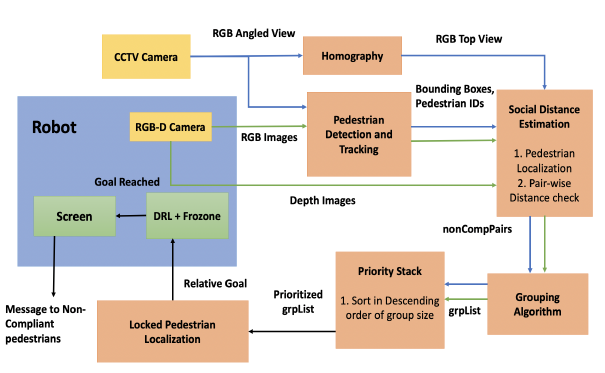 RGB Angled View
RGB Top View
CCTV Camera
Homography
Bounding Boxes,
Pedestrian IDs
Social Distance
Estimation
1. Pedestrian
Localization
2. Pair-wise
Distance check
Robot
RGB-D Camera
RGB Images
Pedestrian
Detection and
Tracking
Goal Reached
Depth Images
Screen
DRL + Frozone
nonCompPairs
Priority Stack
1. Sort in Descending
order of group size
Grouping
Algorithm
grpList
Relative Goal
Prioritized
grpList
Message to Non-
Compliant
pedestrians
Locked Pedestrian
Localization